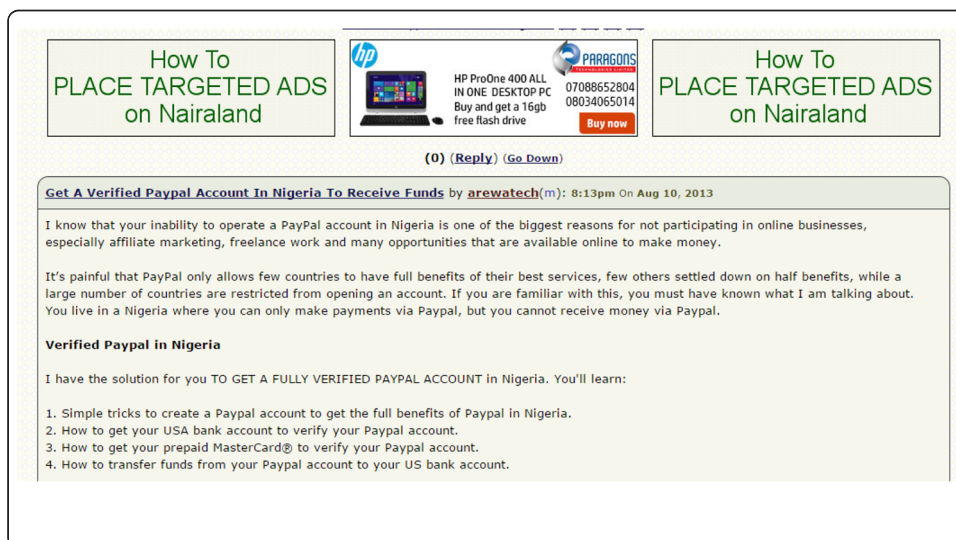 How To
PLACE TARGETED ADS
on Nairaland
hp
HP ProOne 400 ALL
IN ONE DESKTOP PC
Buy and get a 16gb
free flash drive
PARAGONS
07088652804
08034065014
Buy now
How To
PLACE TARGETED ADS
on Nairaland
(0) (Reply) (Go Down)
Get A Verified Paypal Account In Nigeria To Receive Funds by arewatech(m): 8:13pm On Aug 10, 2013
I know that your inability to operate a PayPal account in Nigeria is one of the biggest reasons for not participating in online businesses,
especially affiliate marketing, freelance work and many opportunities that are available online to make money.
It's painful that PayPal only allows few countries to have full benefits of their best services, few others settled down on half benefits, while a
large number of countries are restricted from opening an account. If you are familiar with this, you must have known what I am talking about.
You live in a Nigeria where you can only make payments via Paypal, but you cannot receive money via Paypal.
Verified Paypal in Nigeria
I have the solution for you TO GET A FULLY VERIFIED PAYPAL ACCOUNT in Nigeria. You'll learn:
1. Simple tricks to create a Paypal account to get the full benefits of Paypal in Nigeria.
2. How to get your USA bank account to verify your Paypal account.
3. How to get your prepaid MasterCard® to verify your Paypal account.
4. How to transfer funds from your Paypal account to your US bank account.